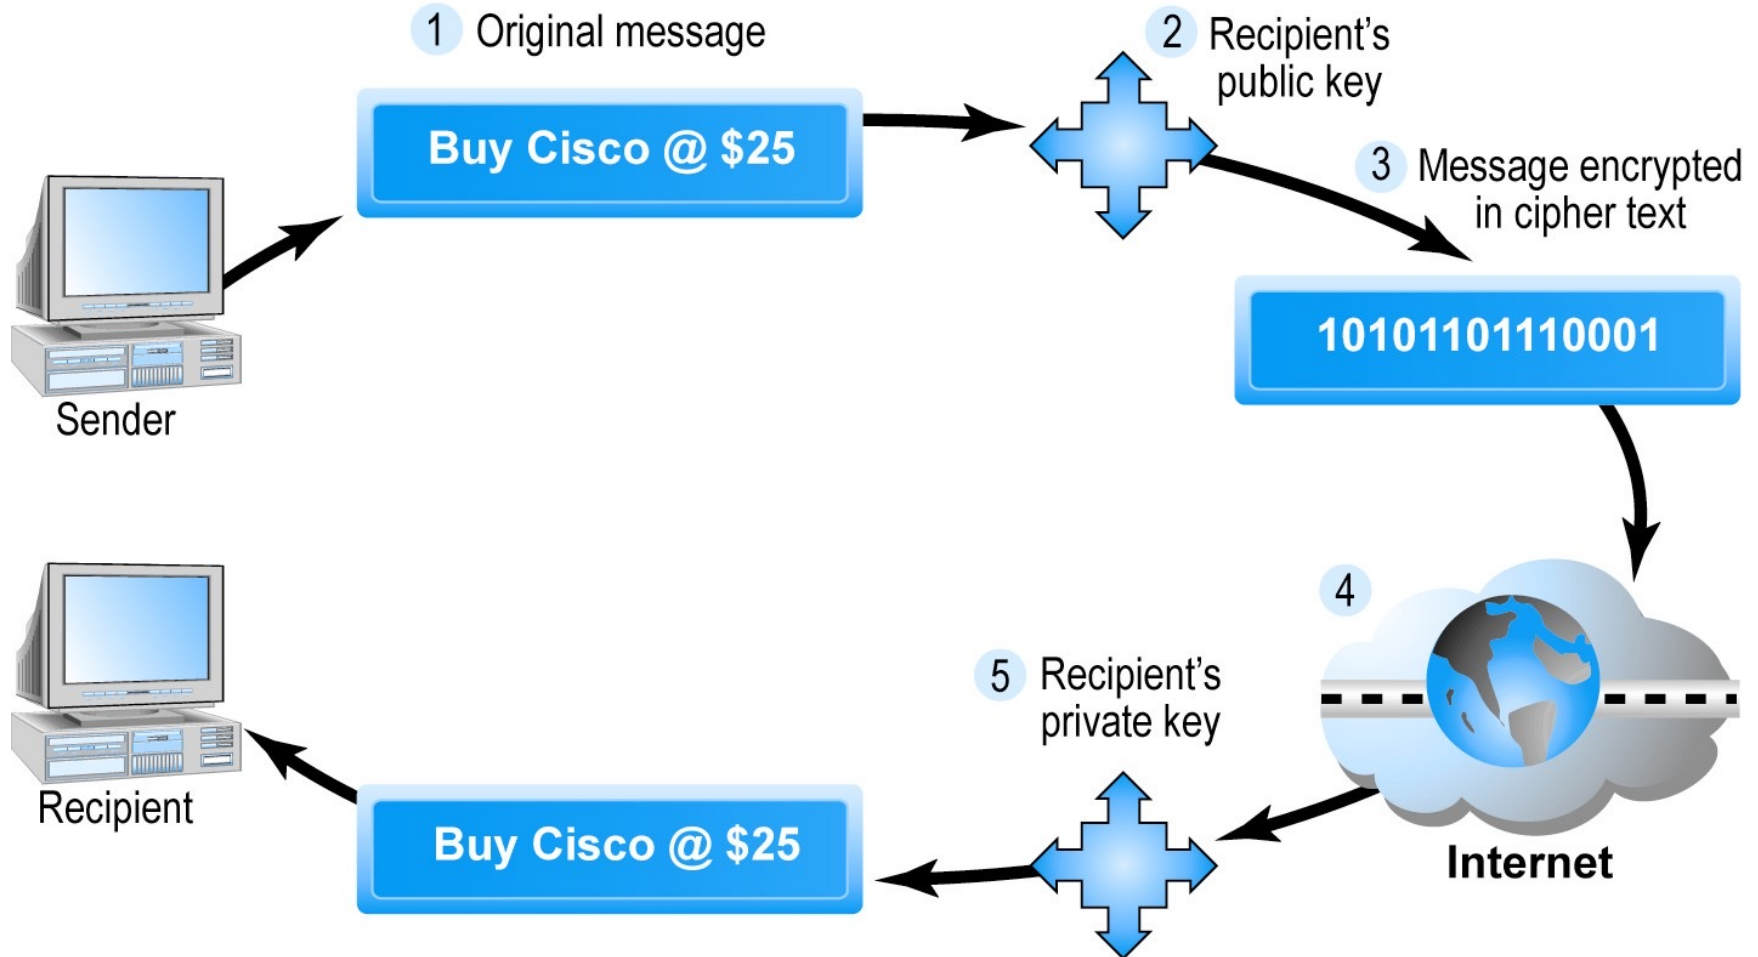 1 Original message
Buy Cisco @ $25
2 Recipient's
public key
3 Message encrypted
in cipher text
10101101110001
Sender
4
Internet
5 Recipient's
private key
Buy Cisco @ $25
Recipient